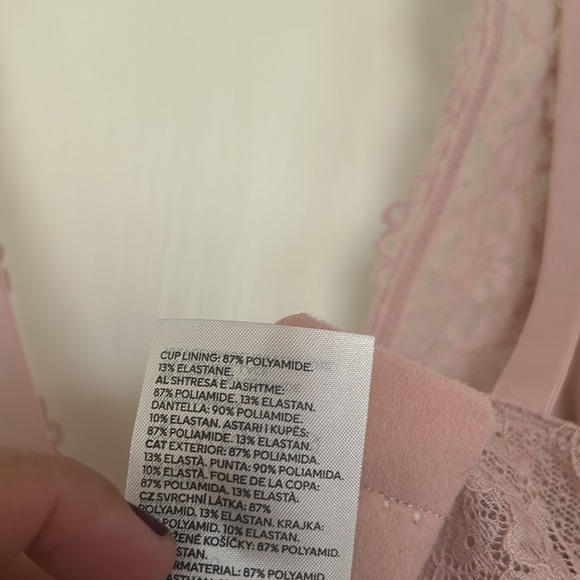 CUP LINING: 87% POLYAMIDE.
13% ELASTANE.
AL SHTRESA E JASHTME:
87% POLIAMIDE. 13% ELASTAN.
DANTELLA: 90% POLIAMIDE.
10% ELASTAN. ASTARI I KUPËS:
87% POLIAMIDE. 13% ELASTAN.
CAT EXTERIOR: 87% POLIAMIDA
13% ELASTÀ. PUNTA: 90% POLIAMIDA.
10% ELASTÀ. FOLRE DE LA COPA:
87% POLIAMIDA. 13% ELASTÀ.
CZ SVRCHNÍ LÁTKA: 87%
POLYAMID. 13% ELASTAN. KRAJKA:
POLYAMID. 10% ELASTAN.
KOŠÍČKY: 87% POLYAMID.
87% POLYAMID.